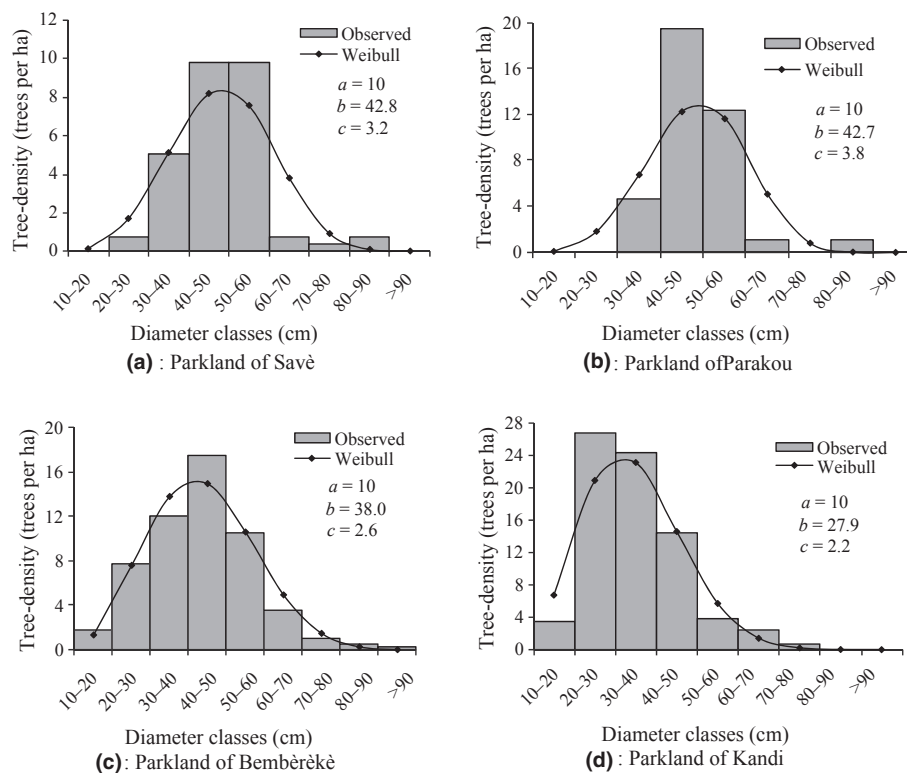 Tree-density (trees per ha)
12
10
8
6
4
2
0
Observed
Weibull
a = 10
b = 42.8
c = 3.2
10–20
20–30
30–40
40–50
50–60
60–70
70–80
80–90
>90
Diameter classes (cm)
(a) : Parkland of Savè
Tree-density (trees per ha)
20
16
12
8
4
0
Observed
Weibull
a = 10
b = 42.7
c = 3.8
10–20
20–30
30–40
40–50
50–60
60–70
70–80
80–90
>90
Diameter classes (cm)
(b) : Parkland ofParakou
Tree-density (trees per ha)
20
16
12
8
4
0
Observed
Weibull
a = 10
b = 38.0
c = 2.6
10–20
20–30
30–40
40–50
50–60
60–70
70–80
80–90
>90
Diameter classes (cm)
(c) : Parkland of Bembèrèkè
Tree-density (trees per ha)
28
24
20
16
12
8
4
0
Observed
Weibull
a = 10
b = 27.9
c = 2.2
10–20
20–30
30–40
40–50
50–60
60–70
70–80
80–90
>90
Diameter classes (cm)
(d) : Parkland of Kandi